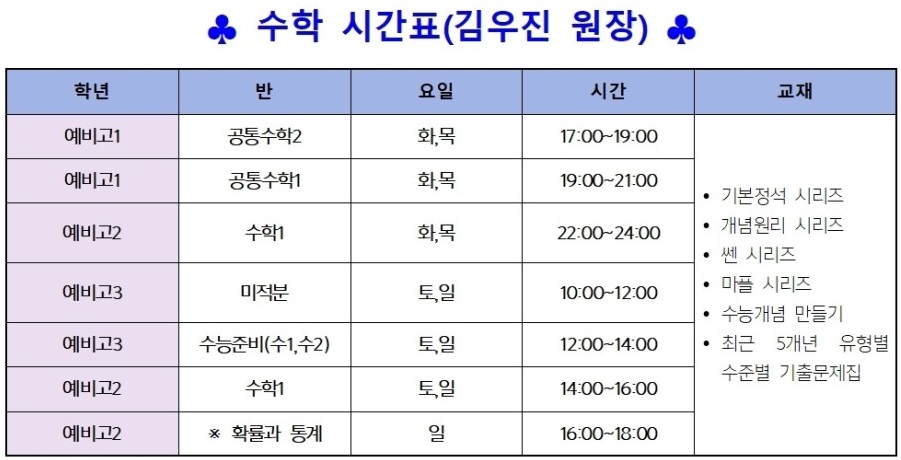 ♣ 수학 시간표(김우진 원장) ♣
학년 반 요일 시간 교재
예비고1 공통수학2 화,목 17:00~19:00
예비고1 공통수학1 화,목 19:00~21:00
예비고2 수학1 화,목 22:00~24:00
예비고3 미적분 토,일 10:00~12:00
예비고3 수능준비(수1,수2) 토,일 12:00~14:00
예비고2 수학1 토,일 14:00~16:00
예비고2 ※ 확률과 통계 일 16:00~18:00
• 기본정석 시리즈
• 개념원리 시리즈
• 쎈 시리즈
• 마플 시리즈
• 수능개념 만들기
• 최근 5개년 유형별
수준별 기출문제집